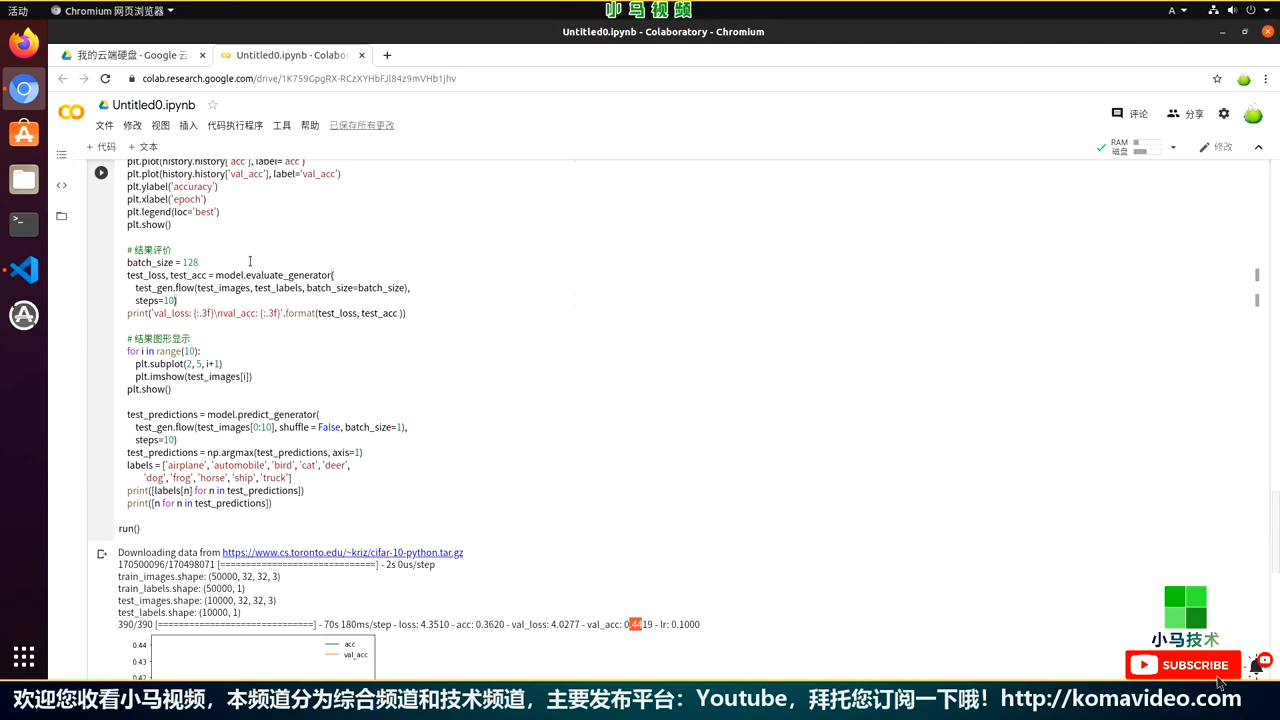 活动
Chromium 网页浏览器
小马视频
A
Untitled0.ipynb - Colaboratory - Chromium
我的云端硬盘 - Google 云
Untitled0.ipynb - Colabor
colab.research.google.com/drive/1K759GpgRX-RCzXYHbFJl84z9mVHb1jhv
Untitled0.ipynb
评论
分享
文件 修改 视图 插入 代码执行程序 工具 帮助 已保存所有更改
+ 代码 + 文本
RAM
磁盘
修改
plt.plot(history.history['acc'], label='acc')
plt.plot(history.history['val_acc'], label='val_acc')
plt.ylabel('accuracy')
plt.xlabel('epoch')
plt.legend(loc='best')
plt.show()
# 结果评价
batch_size = 128
test_loss, test_acc = model.evaluate_generator(
test_gen.flow(test_images, test_labels, batch_size=batch_size),
steps=10)
print('val_loss: {:.3f}\nval_acc: {:.3f}'.format(test_loss, test_acc ))
# 结果图形显示
for i in range(10):
plt.subplot(2, 5, i+1)
plt.imshow(test_images[i])
plt.show()
test_predictions = model.predict_generator(
test_gen.flow(test_images[0:10], shuffle = False, batch_size=1),
steps=10)
test_predictions = np.argmax(test_predictions, axis=1)
labels = ['airplane', 'automobile', 'bird', 'cat', 'deer',
'dog', 'frog', 'horse', 'ship', 'truck']
print([labels[n] for n in test_predictions])
print([n for n in test_predictions])
run()
Downloading data from https://www.cs.toronto.edu/~kriz/cifar-10-python.tar.gz
170500096/170498071 [==============================] - 2s 0us/step
train_images.shape: (50000, 32, 32, 3)
train_labels.shape: (50000, 1)
test_images.shape: (10000, 32, 32, 3)
test_labels.shape: (10000, 1)
390/390 [==============================] - 70s 180ms/step - loss: 4.3510 - acc: 0.3620 - val_loss: 4.0277 - val_acc: 0.4419 - lr: 0.1000
0.44
acc
val_acc
0.43
0.42
小马技术
SUBSCRIBE
欢迎您收看小马视频，本频道分为综合频道和技术频道，主要发布平台：Youtube，拜托您订阅一下哦！http://komavideo.com